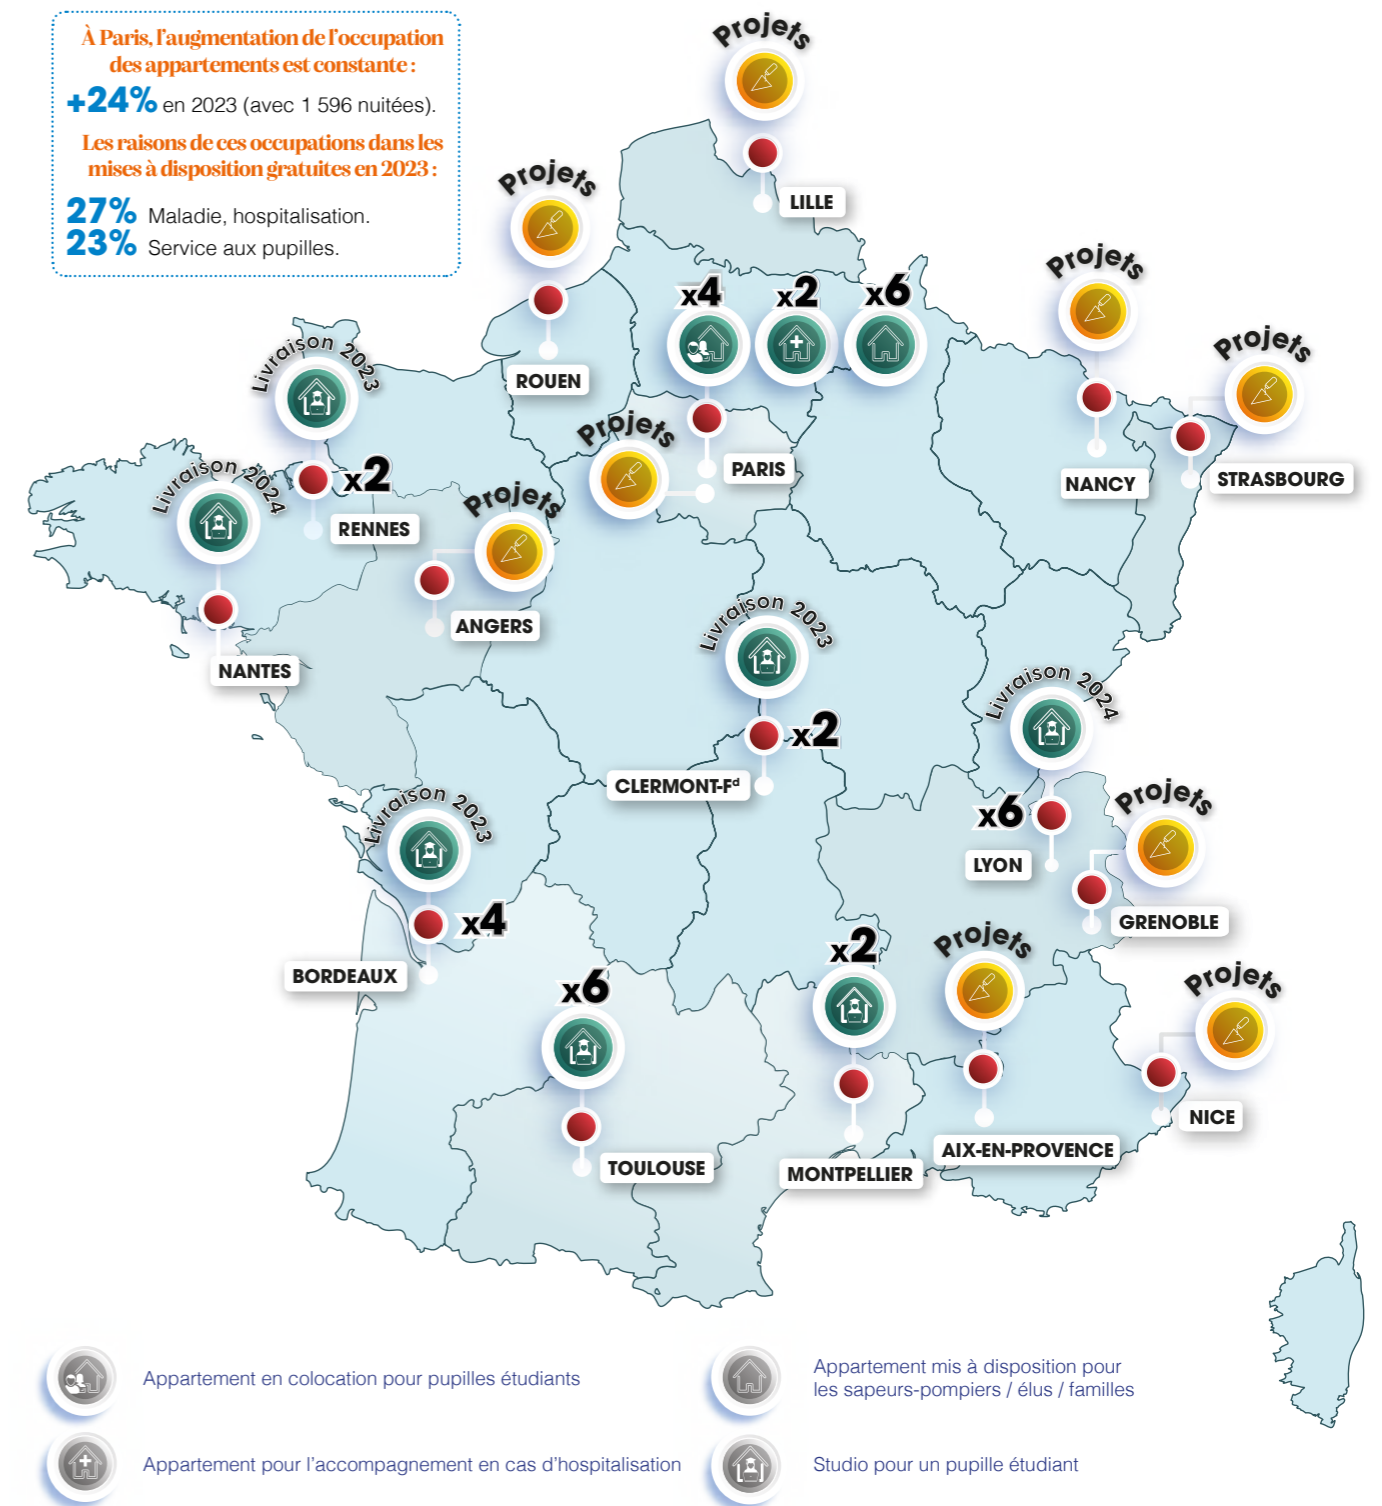 À Paris, l'augmentation de l'occupation
des appartements est constante :
+24% en 2023 (avec 1 596 nuitées).
Les raisons de ces occupations dans les
mises à disposition gratuites en 2023 :
27% Maladie, hospitalisation.
23% Service aux pupilles.
Projets
LILLE
Projets
ROUEN
x4
x2
x6
Projets
PARIS
Projets
NANCY
Projets
STRASBOURG
Livraison 2023
x2
RENNES
Livraison 2024
NANTES
Projets
ANGERS
Livraison 2023
x2
CLERMONT-Fd
Livraison 2024
x6
LYON
Projets
GRENOBLE
Livraison 2023
x4
BORDEAUX
x6
TOULOUSE
x2
MONTPELLIER
Projets
AIX-EN-PROVENCE
Projets
NICE
Appartement en colocation pour pupilles étudiants
Appartement mis à disposition pour
les sapeurs-pompiers / élus / familles
Appartement pour l'accompagnement en cas d'hospitalisation
Studio pour un pupille étudiant